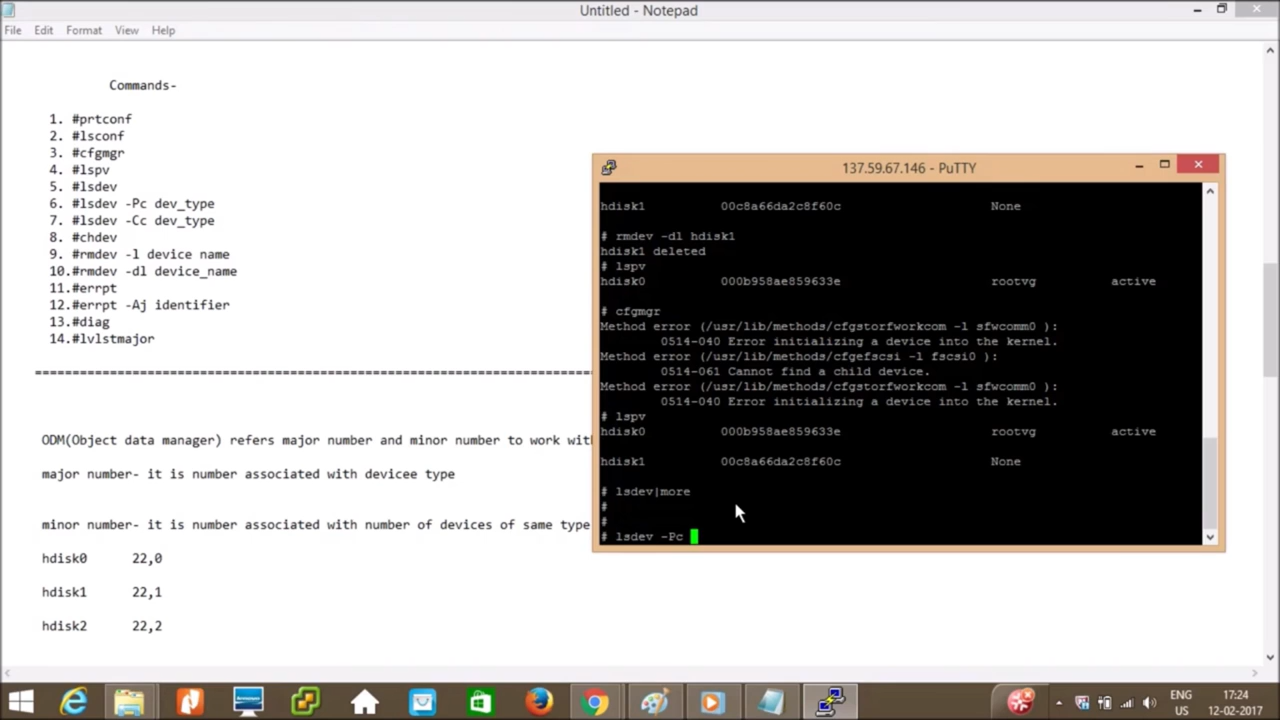 Untitled - Notepad
File Edit Format View Help
Commands-
1. #prtconf
2. #lsconf
3. #cfgmgr
4. #lspv
5. #lsdev
6. #lsdev -Pc dev_type
7. #lsdev -Cc dev_type
8. #chdev
9. #rmdev -l device name
10.#rmdev -dl device_name
11.#errpt
12.#errpt -Aj identifier
13.#diag
14.#lvlstmajor
================================================================================
ODM(Object data manager) refers major number and minor number to work with
major number- it is number associated with devicee type
minor number- it is number associated with number of devices of same type
hdisk0 22,0
hdisk1 22,1
hdisk2 22,2
137.59.67.146 - PuTTY
hdisk1 00c8a66da2c8f60c None
# rmdev -dl hdisk1
hdisk1 deleted
# lspv
hdisk0 000b958ae859633e rootvg active
# cfgmgr
Method error (/usr/lib/methods/cfgstorfworkcom -l sfwcomm0 ):
0514-040 Error initializing a device into the kernel.
Method error (/usr/lib/methods/cfgefscsi -l fscsi0 ):
0514-061 Cannot find a child device.
Method error (/usr/lib/methods/cfgstorfworkcom -l sfwcomm0 ):
0514-040 Error initializing a device into the kernel.
# lspv
hdisk0 000b958ae859633e rootvg active
hdisk1 00c8a66da2c8f60c None
# lsdev|more
#
#
# lsdev -Pc
ENG
US
17:24
12-02-2017